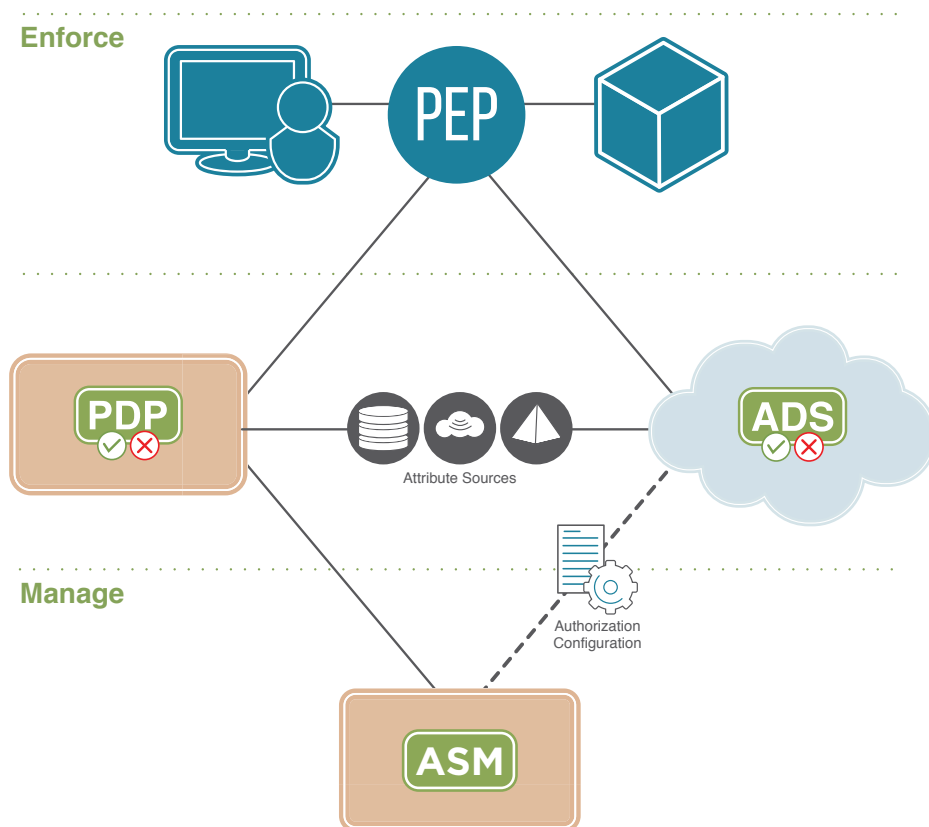 Enforce
PEP
PDP
ADS
Attribute Sources
Manage
Authorization
Configuration
ASM